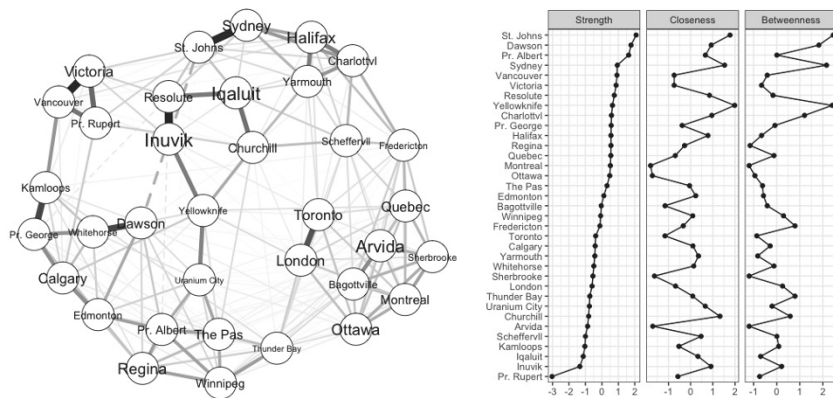 Sydney
St. Johns
Halifax
Charlottvl
Victoria
Yarmouth
Vancouver
Resolute
Iqaluit
Pr. Rupert
Inuvik
Churchill
Scheffervll
Fredericton
Kamloops
Yellowknife
Toronto
Quebec
Pr. George
Whitehorse
Dawson
London
Arvida
Sherbrooke
Calgary
Uranium City
Bagottville
Montreal
Edmonton
Pr. Albert
The Pas
Ottawa
Thunder Bay
Regina
Winnipeg
Strength Closeness Betweenness
St. Johns
Dawson
Pr. Albert
Sydney
Vancouver
Victoria
Resolute
Yellowknife
Charlottvl
Pr. George
Halifax
Regina
Quebec
Montreal
Ottawa
The Pas
Edmonton
Bagottville
Winnipeg
Fredericton
Toronto
Calgary
Yarmouth
Whitehorse
Sherbrooke
London
Thunder Bay
Uranium City
Churchill
Arvida
Scheffervll
Kamloops
Iqaluit
Inuvik
Pr. Rupert
-3 -2 -1 0 1 2 -1 0 1 2 -1 0 1 2